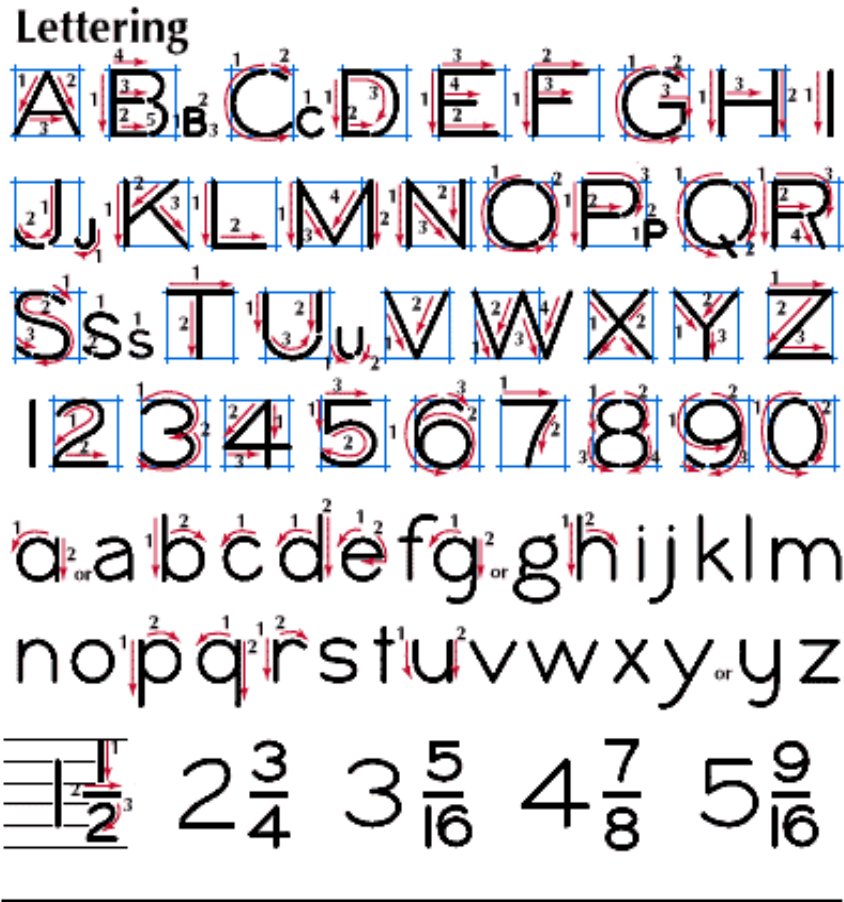 Lettering
A B B C C D E F G H I
J J K L M N O P P Q R
S S S T U U V W X Y Z
1 2 3 4 5 6 7 8 9 0
a or a b c d e f g or g h i j k l m
n o p q r s t u v w x y or y z
1 1/2 2 3/4 3 5/16 4 7/8 5 9/16